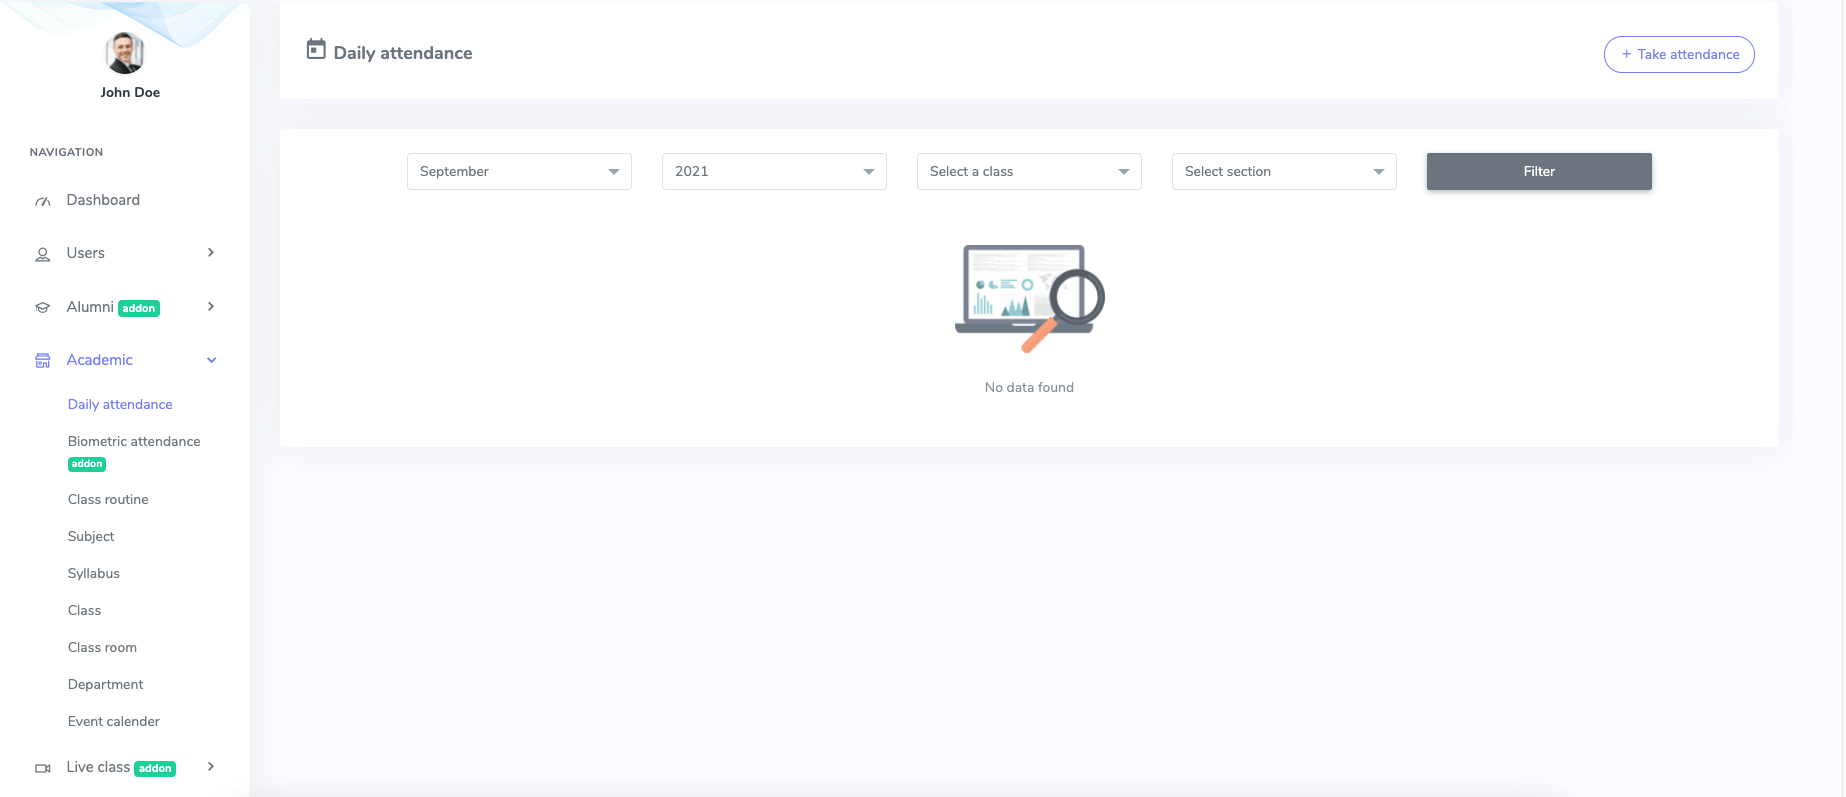 John Doe
NAVIGATION
Dashboard
Users
Alumni addon
Academic
Daily attendance
Biometric attendance
addon
Class routine
Subject
Syllabus
Class
Class room
Department
Event calender
Live class addon
Daily attendance
+ Take attendance
September
2021
Select a class
Select section
Filter
No data found